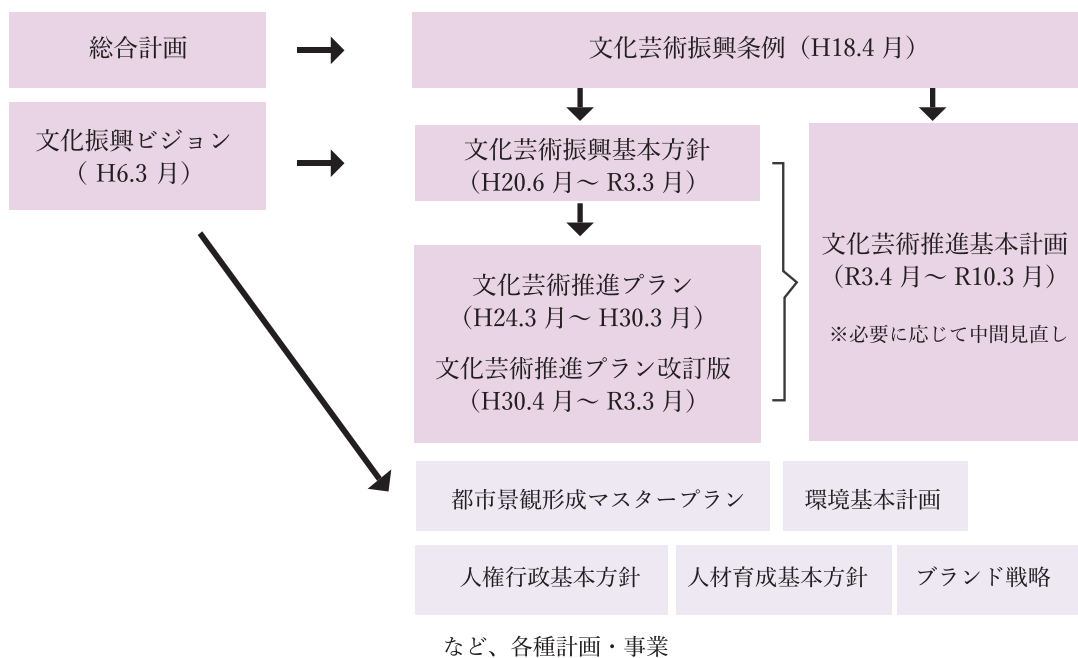 総合計画
文化芸術振興条例（H18.4 月）
文化振興ビジョン
（ H6.3 月）
文化芸術振興基本方針
（H20.6 月〜 R3.3 月）
文化芸術推進プラン
（H24.3 月〜 H30.3 月）
文化芸術推進プラン改訂版
（H30.4 月〜 R3.3 月）
文化芸術推進基本計画
（R3.4 月〜 R10.3 月）
※必要に応じて中間見直し
都市景観形成マスタープラン
環境基本計画
人権行政基本方針
人材育成基本方針
ブランド戦略
など、各種計画・事業